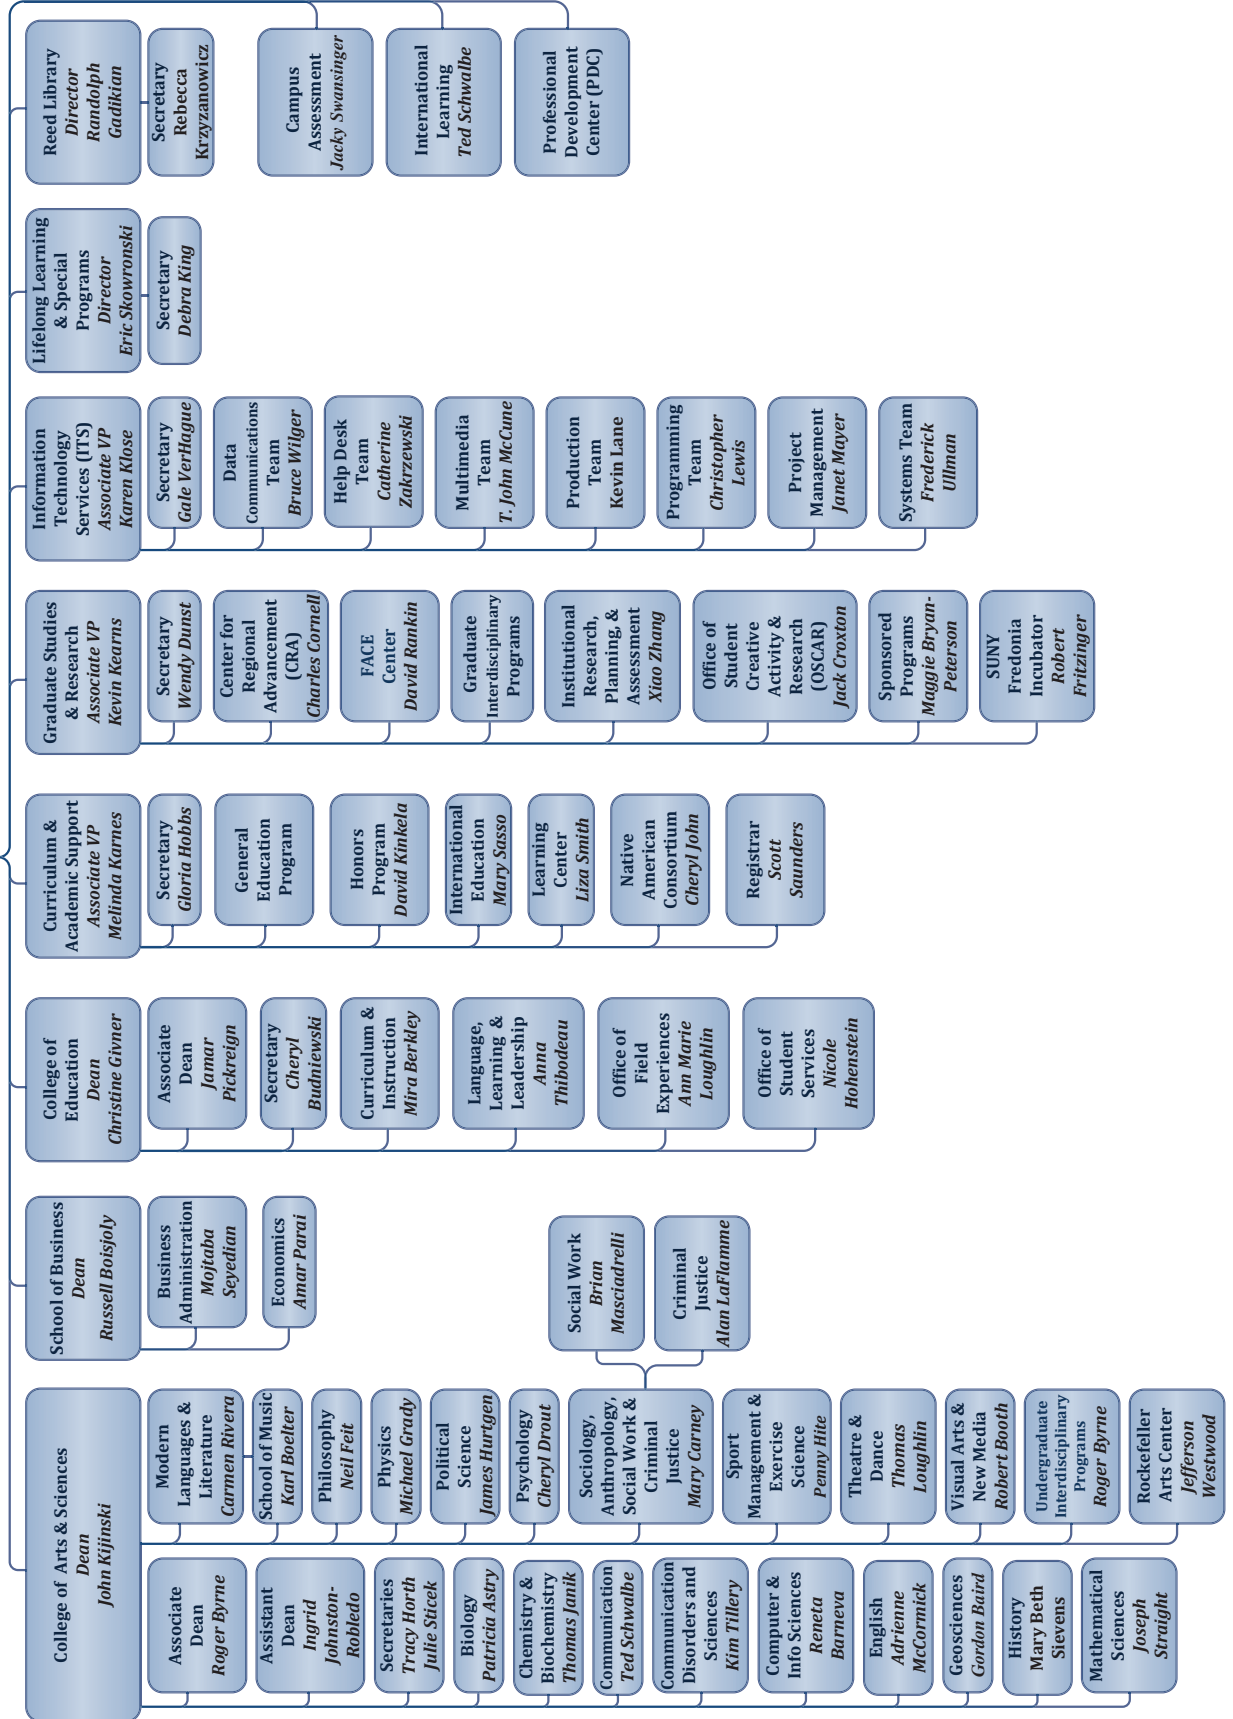 College of Arts & Sciences
Dean
John Kijinski
Associate
Dean
Roger Byrne
Assistant
Dean
Ingrid
Johnston-
Robledo
Secretaries
Tracy Horth
Julie Sticek
Biology
Patricia Astry
Chemistry &
Biochemistry
Thomas Janik
Communication
Ted Schwalbe
Communication
Disorders and
Sciences
Kim Tillery
Computer &
Info Sciences
Reneta
Barneva
English
Adrienne
McCormick
Geosciences
Gordon Baird
History
Mary Beth
Sievens
Mathematical
Sciences
Joseph
Straight
Modern
Languages &
Literature
Carmen Rivera
School of Music
Karl Boelter
Philosophy
Neil Feit
Physics
Michael Grady
Political
Science
James Hurtgen
Psychology
Cheryl Drout
Sociology,
Anthropology,
Social Work &
Criminal
Justice
Mary Carney
Sport
Management &
Exercise
Science
Penny Hite
Theatre &
Dance
Thomas
Loughlin
Visual Arts &
New Media
Robert Booth
Undergraduate
Interdisciplinary
Programs
Roger Byrne
Rockefeller
Arts Center
Jefferson
Westwood
Social Work
Brian
Masciadrelli
Criminal
Justice
Alan LaFlamme
School of Business
Dean
Russell Boisjoly
Business
Administration
Mojtaba
Seyedian
Economics
Amar Parai
College of
Education
Dean
Christine Givner
Associate
Dean
Jamar
Pickreign
Secretary
Cheryl
Budniewski
Curriculum &
Instruction
Mira Berkley
Language,
Learning &
Leadership
Anna
Thibodeau
Office of
Field
Experiences
Ann Marie
Loughlin
Office of
Student
Services
Nicole
Hohenstein
Curriculum &
Academic Support
Associate VP
Melinda Karnes
Secretary
Gloria Hobbs
General
Education
Program
Honors
Program
David Kinkela
International
Education
Mary Sasso
Learning
Center
Liza Smith
Native
American
Consortium
Cheryl John
Registrar
Scott
Saunders
Graduate Studies
& Research
Associate VP
Kevin Kearns
Secretary
Wendy Dunst
Center for
Regional
Advancement
(CRA)
Charles Cornell
FACE
Center
David Rankin
Graduate
Interdisciplinary
Programs
Institutional
Research,
Planning, &
Assessment
Xiao Zhang
Office of
Student
Creative
Activity &
Research
(OSCAR)
Jack Croxton
Sponsored
Programs
Maggie Bryan-
Peterson
SUNY
Fredonia
Incubator
Robert
Fritzinger
Information
Technology
Services (ITS)
Associate VP
Karen Klose
Secretary
Gale VerHague
Data
Communications
Team
Bruce Wilger
Help Desk
Team
Catherine
Zakrzewski
Multimedia
Team
T. John McCune
Production
Team
Kevin Lane
Programming
Team
Christopher
Lewis
Project
Management
Janet Mayer
Systems Team
Frederick
Ullman
Lifelong Learning
& Special
Programs
Director
Eric Skowronski
Secretary
Debra King
Reed Library
Director
Randolph
Gadikian
Secretary
Rebecca
Krzyzanowicz
Campus
Assessment
Jacky Swansinger
International
Learning
Ted Schwalbe
Professional
Development
Center (PDC)